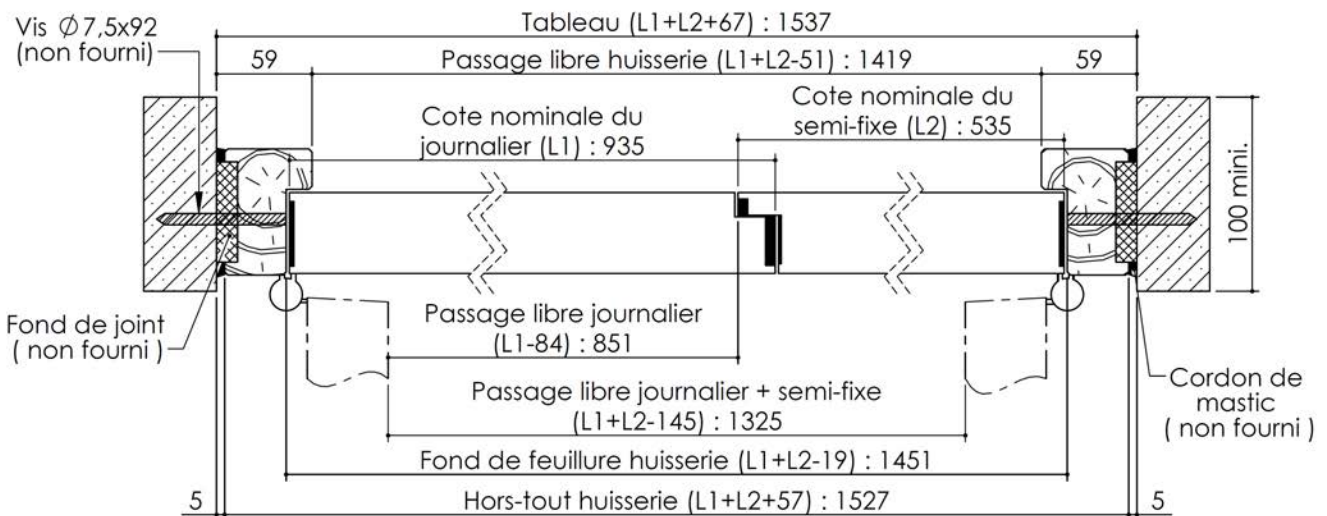 Vis Ø 7,5x92
(non fourni)
Tableau (L1+L2+67) : 1537
59
Passage libre huisserie (L1+L2-51) : 1419
59
Cote nominale du
journalier (L1) : 935
Cote nominale du
semi-fixe (L2) : 535
100 mini.
Fond de joint
( non fourni )
Passage libre journalier
(L1-84) : 851
Passage libre journalier + semi-fixe
(L1+L2-145) : 1325
Cordon de
mastic
( non fourni )
Fond de feuillure huisserie (L1+L2-19) : 1451
5
Hors-tout huisserie (L1+L2+57) : 1527
5